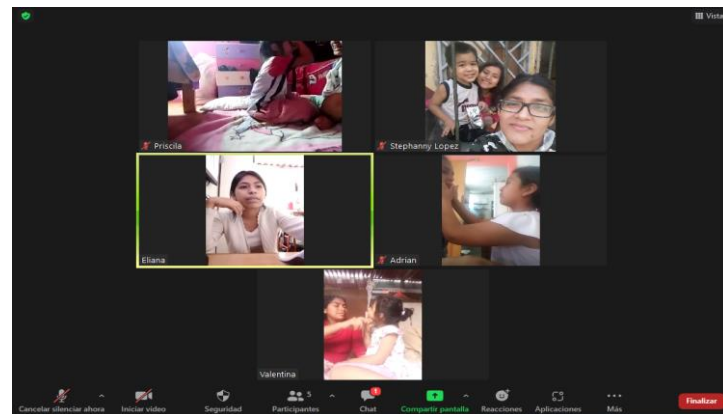 Vista
Priscila
Stephanny Lopez
Eliana
Adrian
Valentina
5
1
Cancelar silenciar ahora Iniciar video Seguridad Participantes Chat Compartir pantalla Reacciones Aplicaciones Más Finalizar